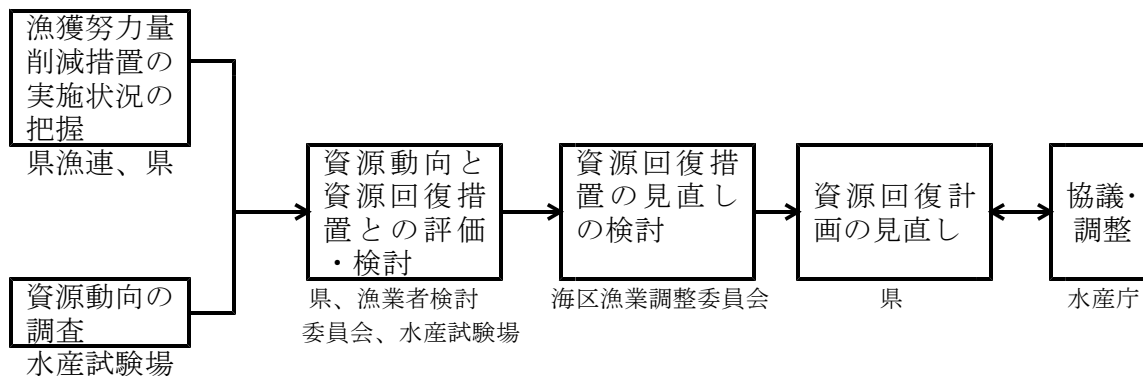 漁獲努力量
削減措置の
実施状況の
把握
県漁連、県
資源動向の
調査
水産試験場
資源動向と
資源回復措
置との評価
・検討
県、漁業者検討
委員会、水産試験場
資源回復措
置の見直し
の検討
海区漁業調整委員会
資源回復計
画の見直し
県
協議・
調整
水産庁